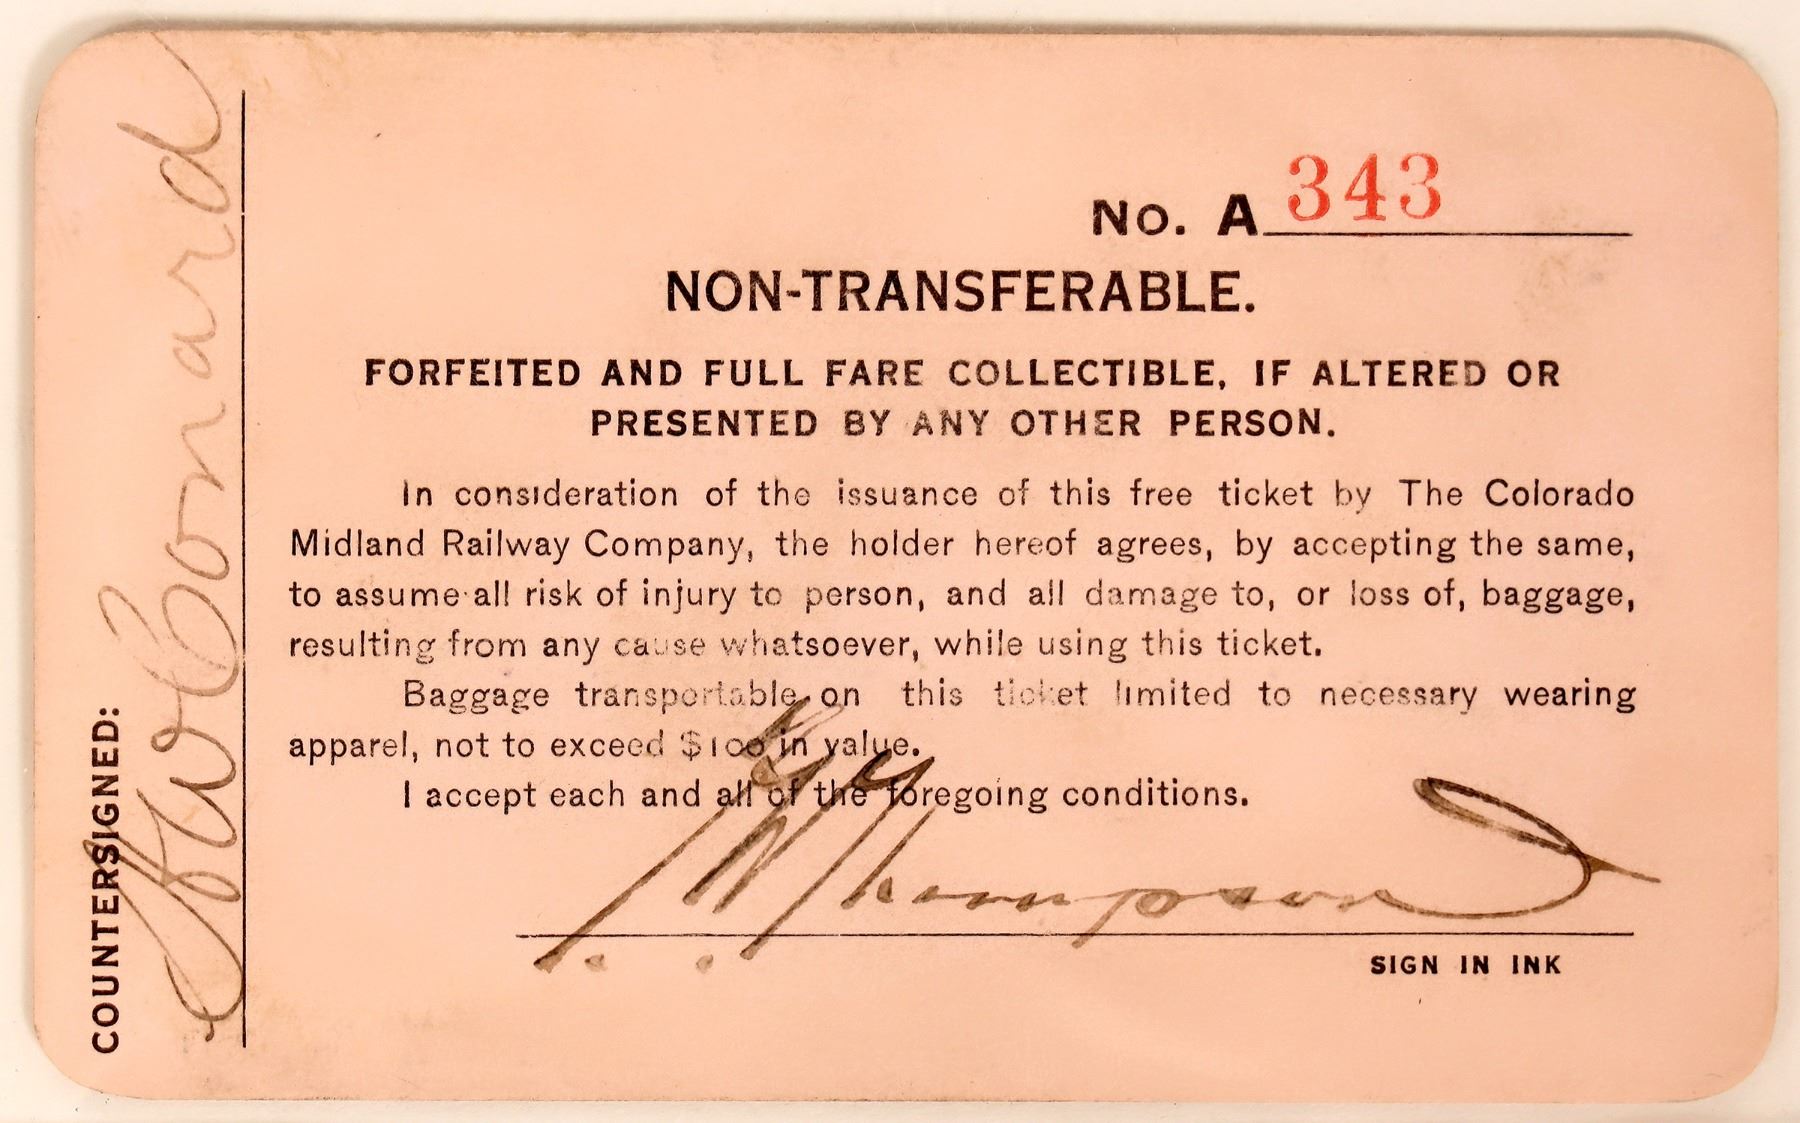 No. A 343
NON-TRANSFERABLE.
FORFEITED AND FULL FARE COLLECTIBLE, IF ALTERED OR
PRESENTED BY ANY OTHER PERSON.
In consideration of the issuance of this free ticket by The Colorado
Midland Railway Company, the holder hereof agrees, by accepting the same,
to assume all risk of injury to person, and all damage to, or loss of, baggage,
resulting from any cause whatsoever, while using this ticket.
Baggage transportable on this ticket limited to necessary wearing
apparel, not to exceed $100 in value.
I accept each and all of the foregoing conditions.
Thompson
SIGN IN INK
COUNTERSIGNED:
Conard